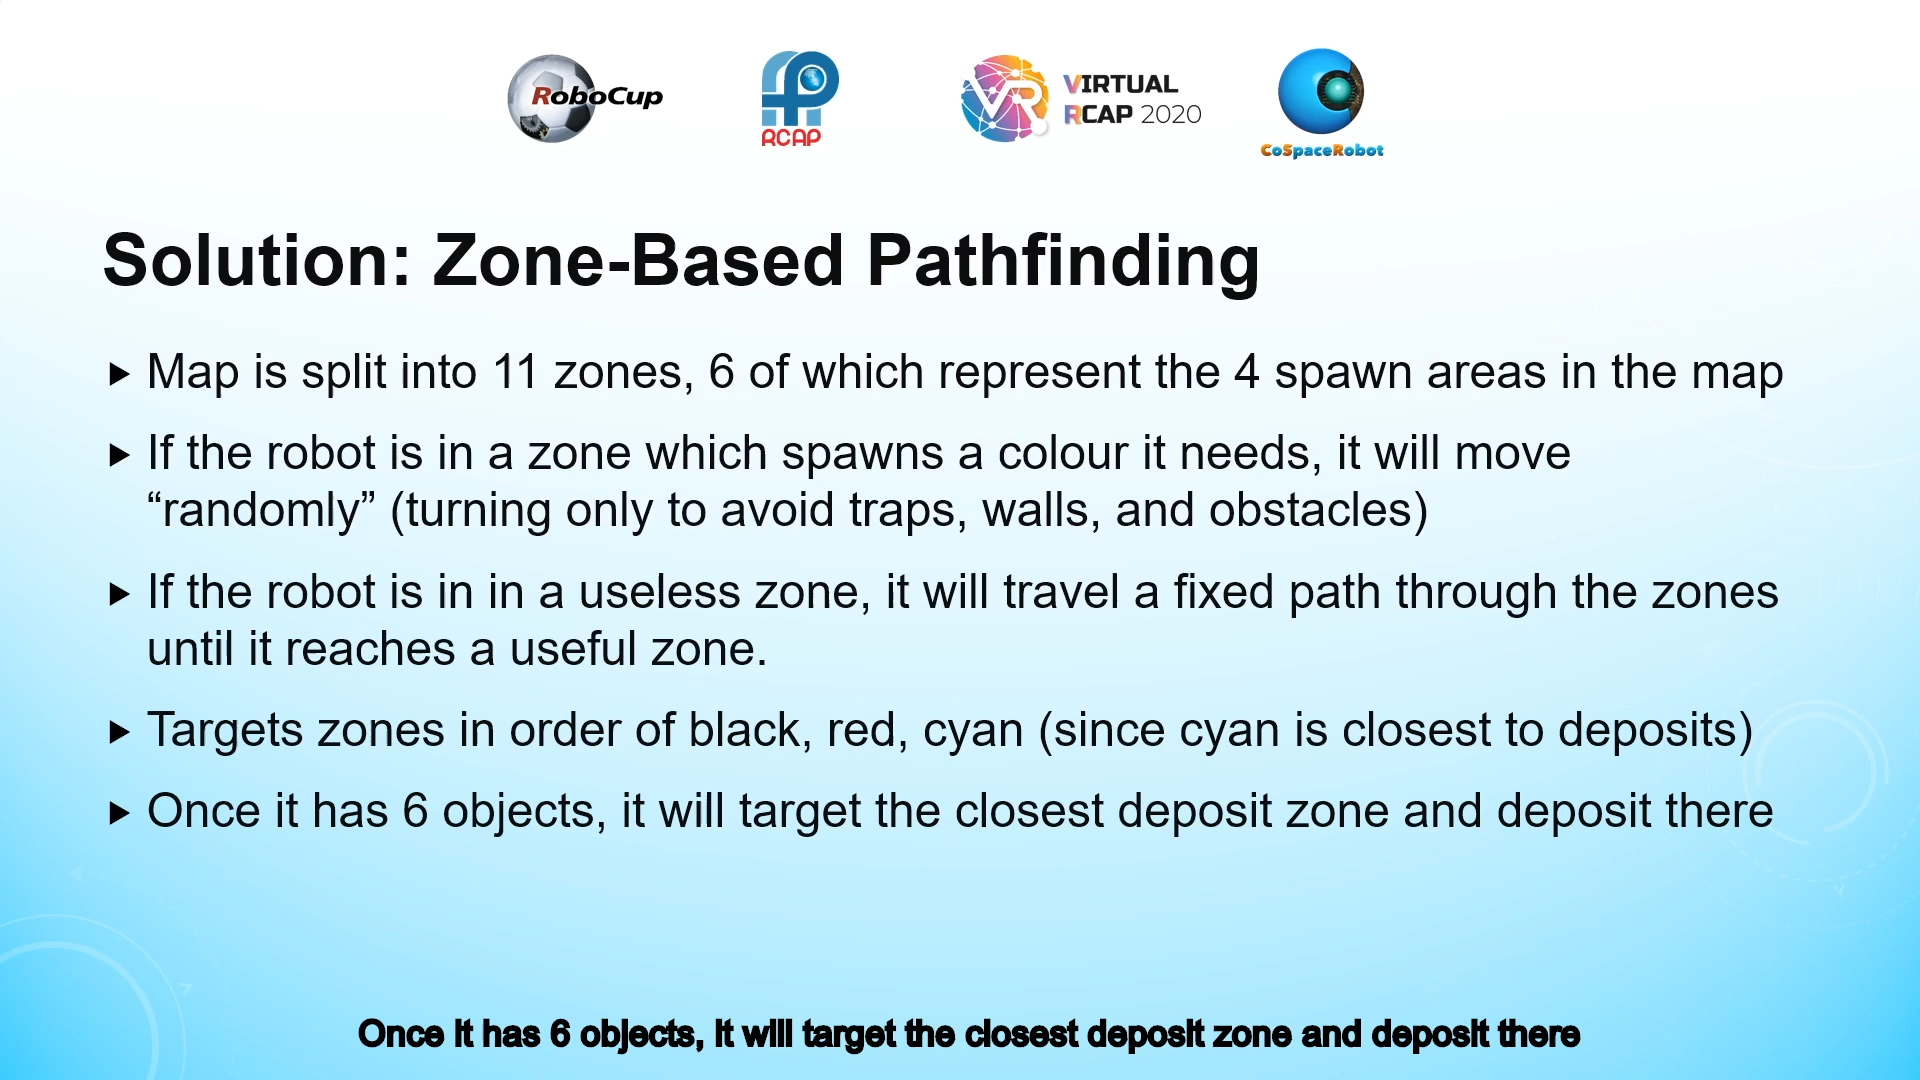 RoboCup
RCAP
VIRTUAL
RCAP 2020
CoSpaceRobot
Solution: Zone-Based Pathfinding
Map is split into 11 zones, 6 of which represent the 4 spawn areas in the map
If the robot is in a zone which spawns a colour it needs, it will move
“randomly” (turning only to avoid traps, walls, and obstacles)
If the robot is in in a useless zone, it will travel a fixed path through the zones
until it reaches a useful zone.
Targets zones in order of black, red, cyan (since cyan is closest to deposits)
Once it has 6 objects, it will target the closest deposit zone and deposit there
Once it has 6 objects, it will target the closest deposit zone and deposit there